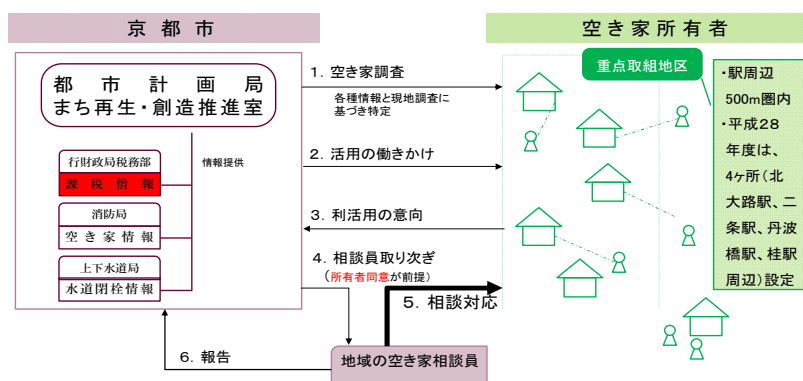 京都市
空き家所有者
都市計画局
まち再生・創造推進室
行財政局税務部
課税情報
消防局
空き家情報
上下水道局
水道閉栓情報
情報提供
1. 空き家調査
各種情報と現地調査に
基づき特定
2. 活用の働きかけ
3. 利活用の意向
4. 相談員取り次ぎ
(所有者同意が前提)
5. 相談対応
6. 報告
地域の空き家相談員
重点取組地区
・駅周辺
500m圏内
・平成28
年度は、
4ヶ所(北
大路駅、二
条駅、丹波
橋駅、桂駅
周辺)設定